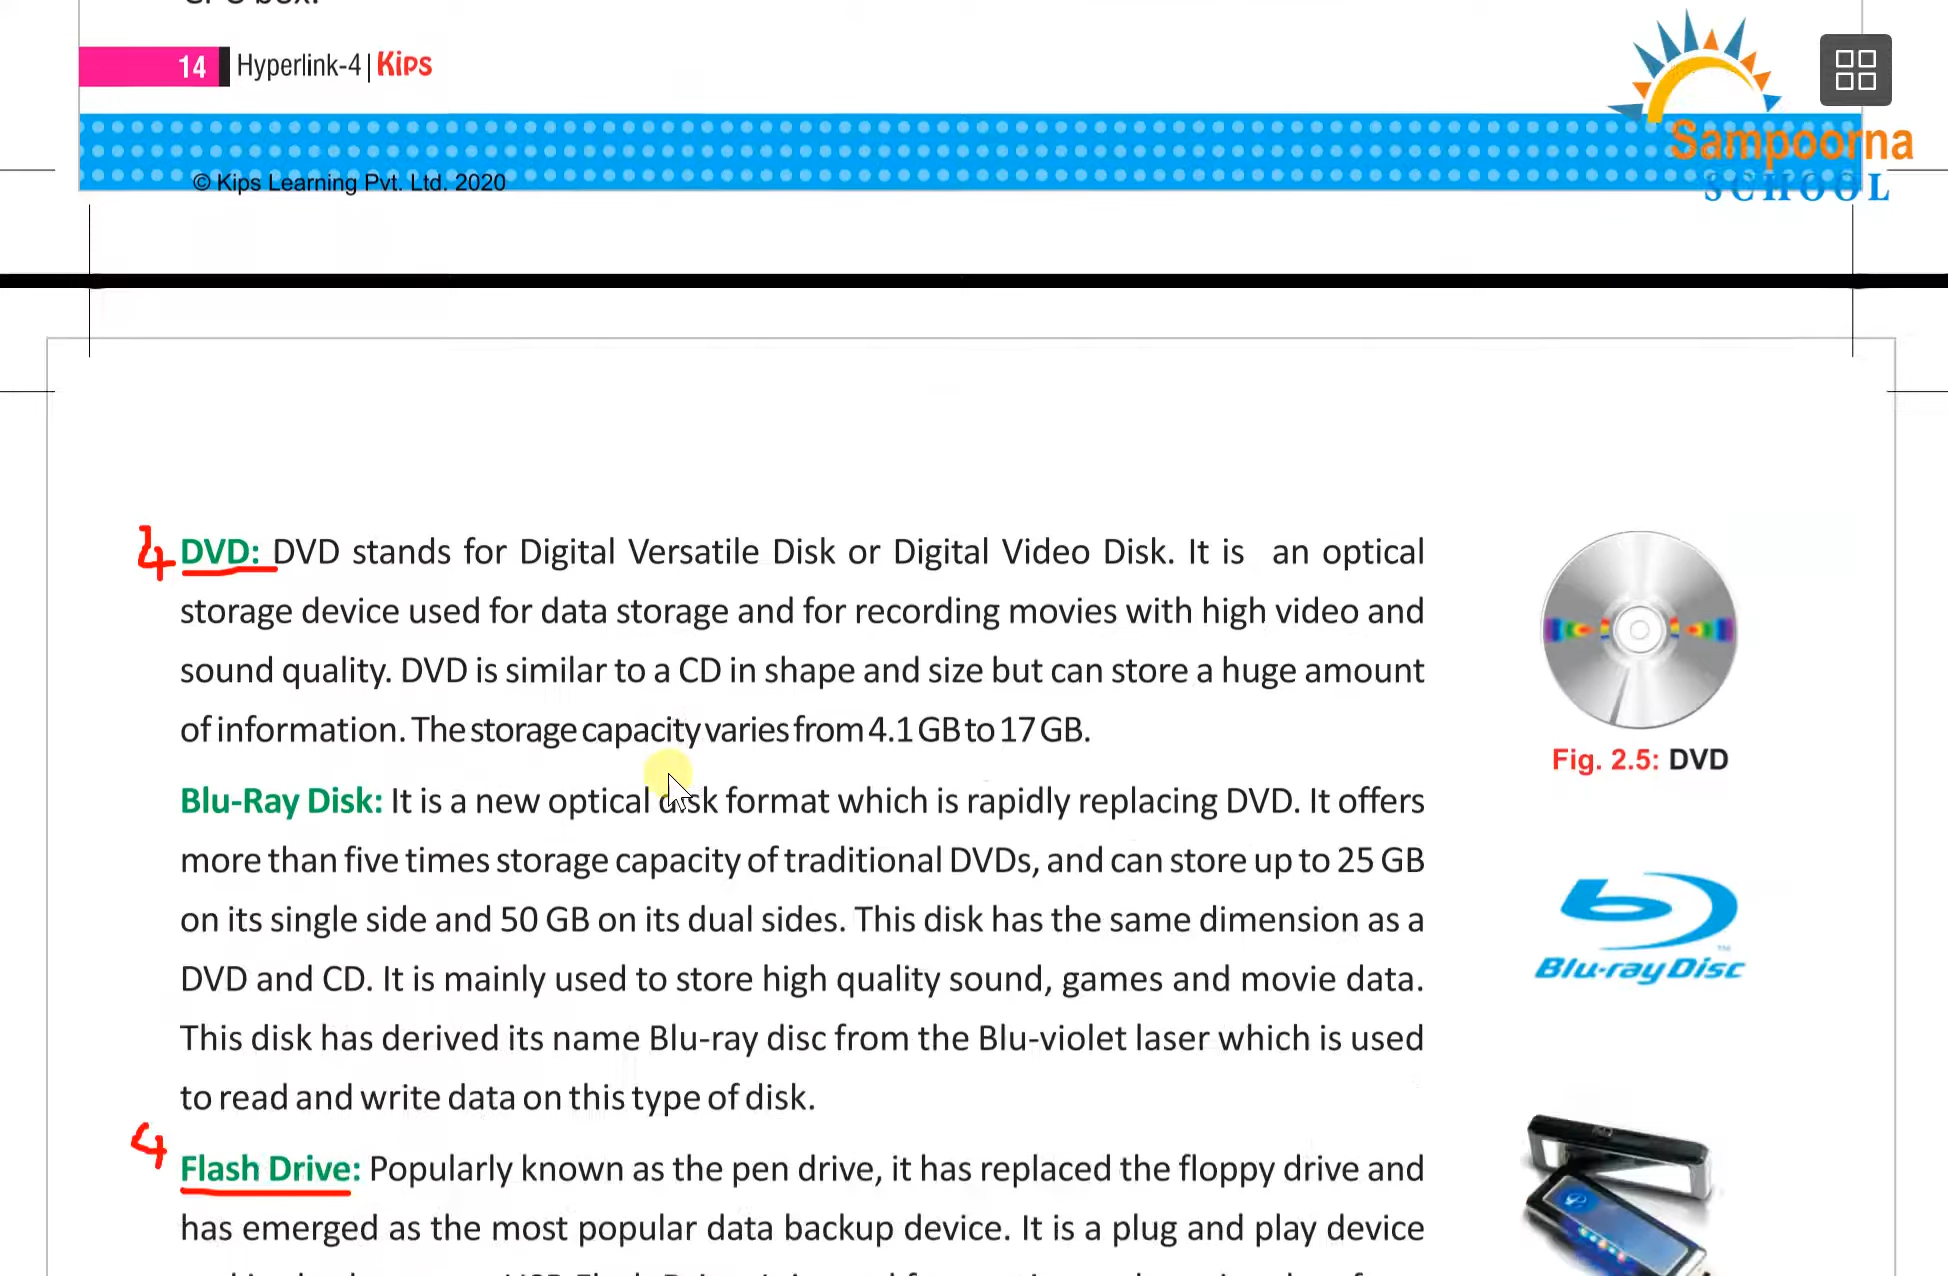 14 Hyperlink-4 | Kips
Sampoorna
SCHOOL
© Kips Learning Pvt. Ltd. 2020
4 DVD: DVD stands for Digital Versatile Disk or Digital Video Disk. It is an optical
storage device used for data storage and for recording movies with high video and
sound quality. DVD is similar to a CD in shape and size but can store a huge amount
of information. The storage capacity varies from 4.1 GB to 17 GB.
Fig. 2.5: DVD
Blu-Ray Disk: It is a new optical disk format which is rapidly replacing DVD. It offers
more than five times storage capacity of traditional DVDs, and can store up to 25 GB
on its single side and 50 GB on its dual sides. This disk has the same dimension as a
DVD and CD. It is mainly used to store high quality sound, games and movie data.
This disk has derived its name Blu-ray disc from the Blu-violet laser which is used
to read and write data on this type of disk.
Blu-ray Disc
TM
4
Flash Drive: Popularly known as the pen drive, it has replaced the floppy drive and
has emerged as the most popular data backup device. It is a plug and play device